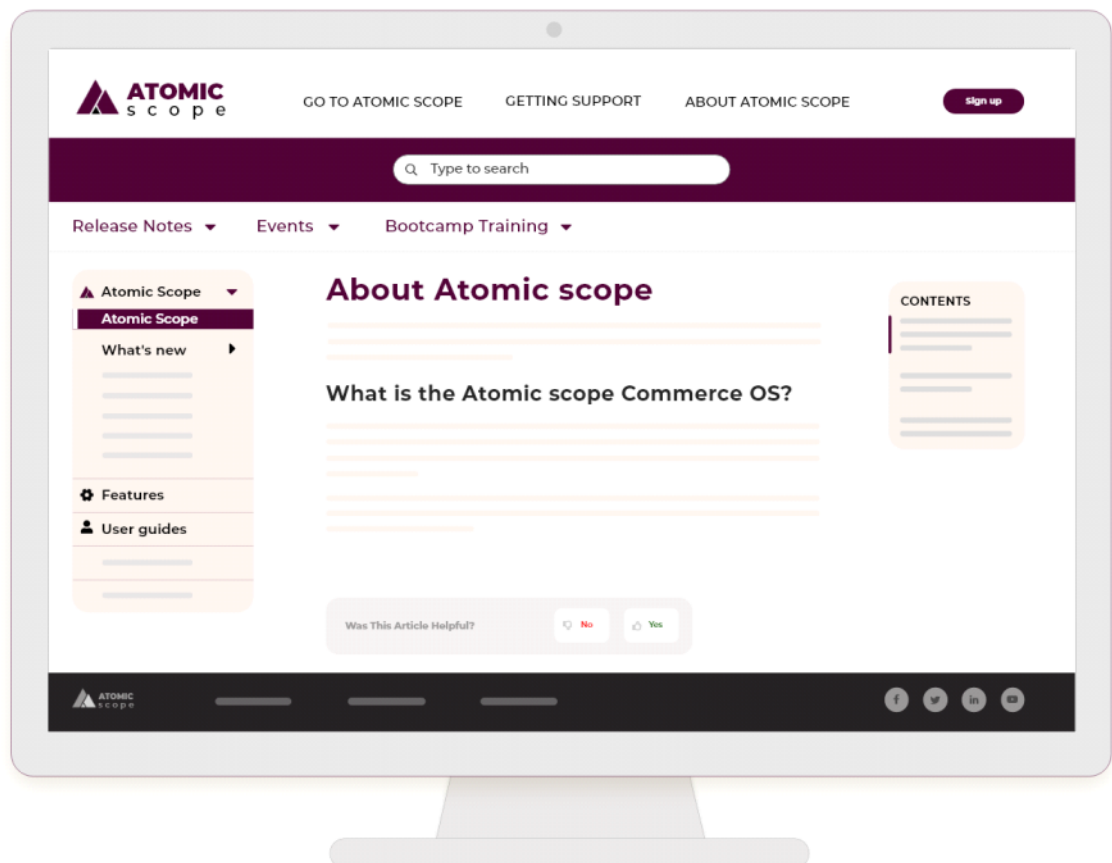 ATOMIC
scope
GO TO ATOMIC SCOPE
GETTING SUPPORT
ABOUT ATOMIC SCOPE
Sign up
Type to search
Release Notes
Events
Bootcamp Training
Atomic Scope
Atomic Scope
What's new
Features
User guides
About Atomic scope
What is the Atomic scope Commerce OS?
CONTENTS
Was This Article Helpful?
No
Yes
ATOMIC
scope
f
in